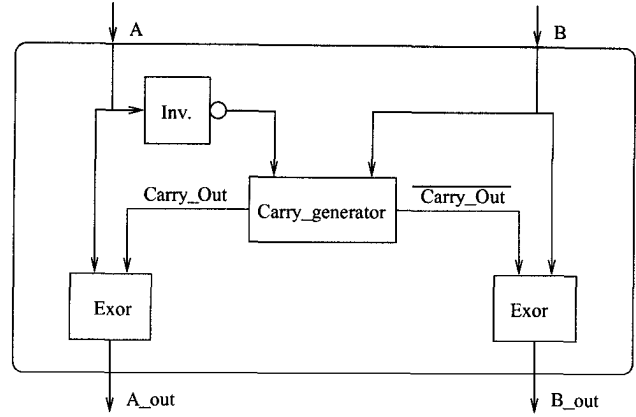 A
B
Inv.
Carry_Out
Carry_generator
Carry_Out
Exor
Exor
A_out
B_out